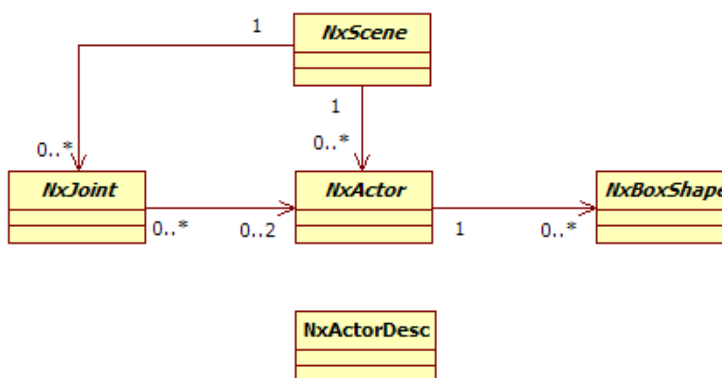 NxScene
1
1
0..*
0..*
NxJoint
NxActor
NxBoxShape
0..*
0..2
1
0..*
NxActorDesc